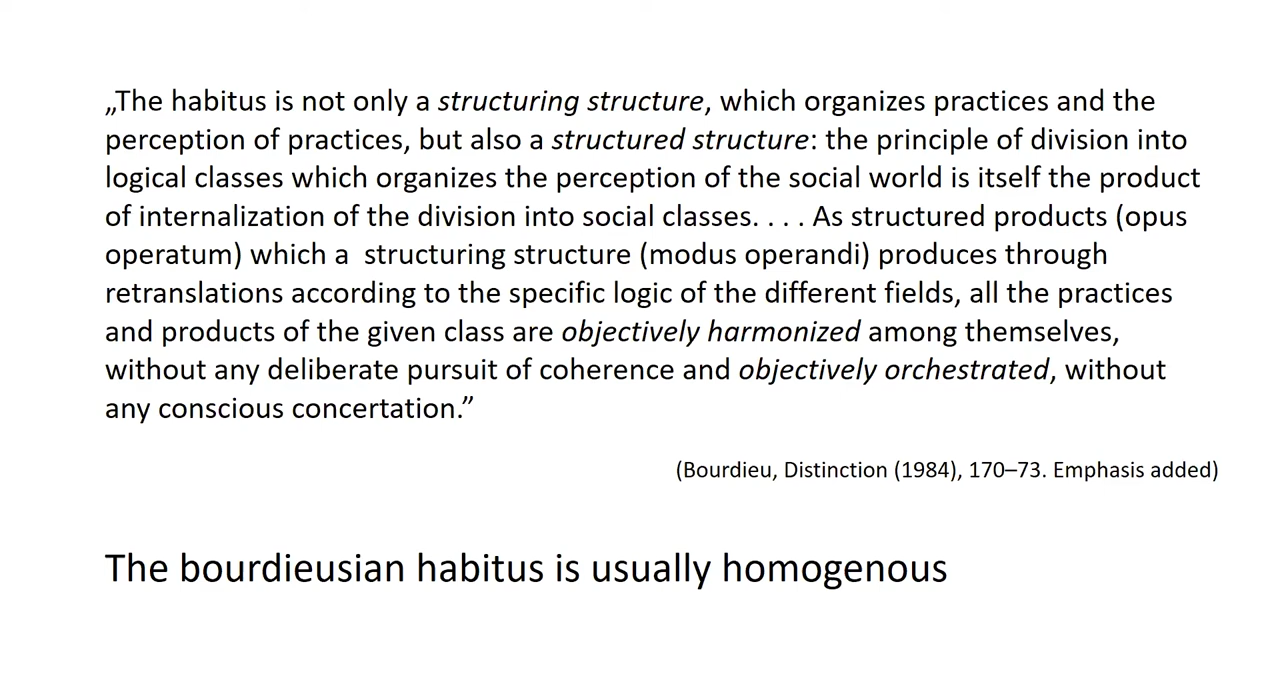 „The habitus is not only a structuring structure, which organizes practices and the
perception of practices, but also a structured structure: the principle of division into
logical classes which organizes the perception of the social world is itself the product
of internalization of the division into social classes. . . . As structured products (opus
operatum) which a  structuring structure (modus operandi) produces through
retranslations according to the specific logic of the different fields, all the practices
and products of the given class are objectively harmonized among themselves,
without any deliberate pursuit of coherence and objectively orchestrated, without
any conscious concertation.”
(Bourdieu, Distinction (1984), 170–73. Emphasis added)
The bourdieusian habitus is usually homogenous